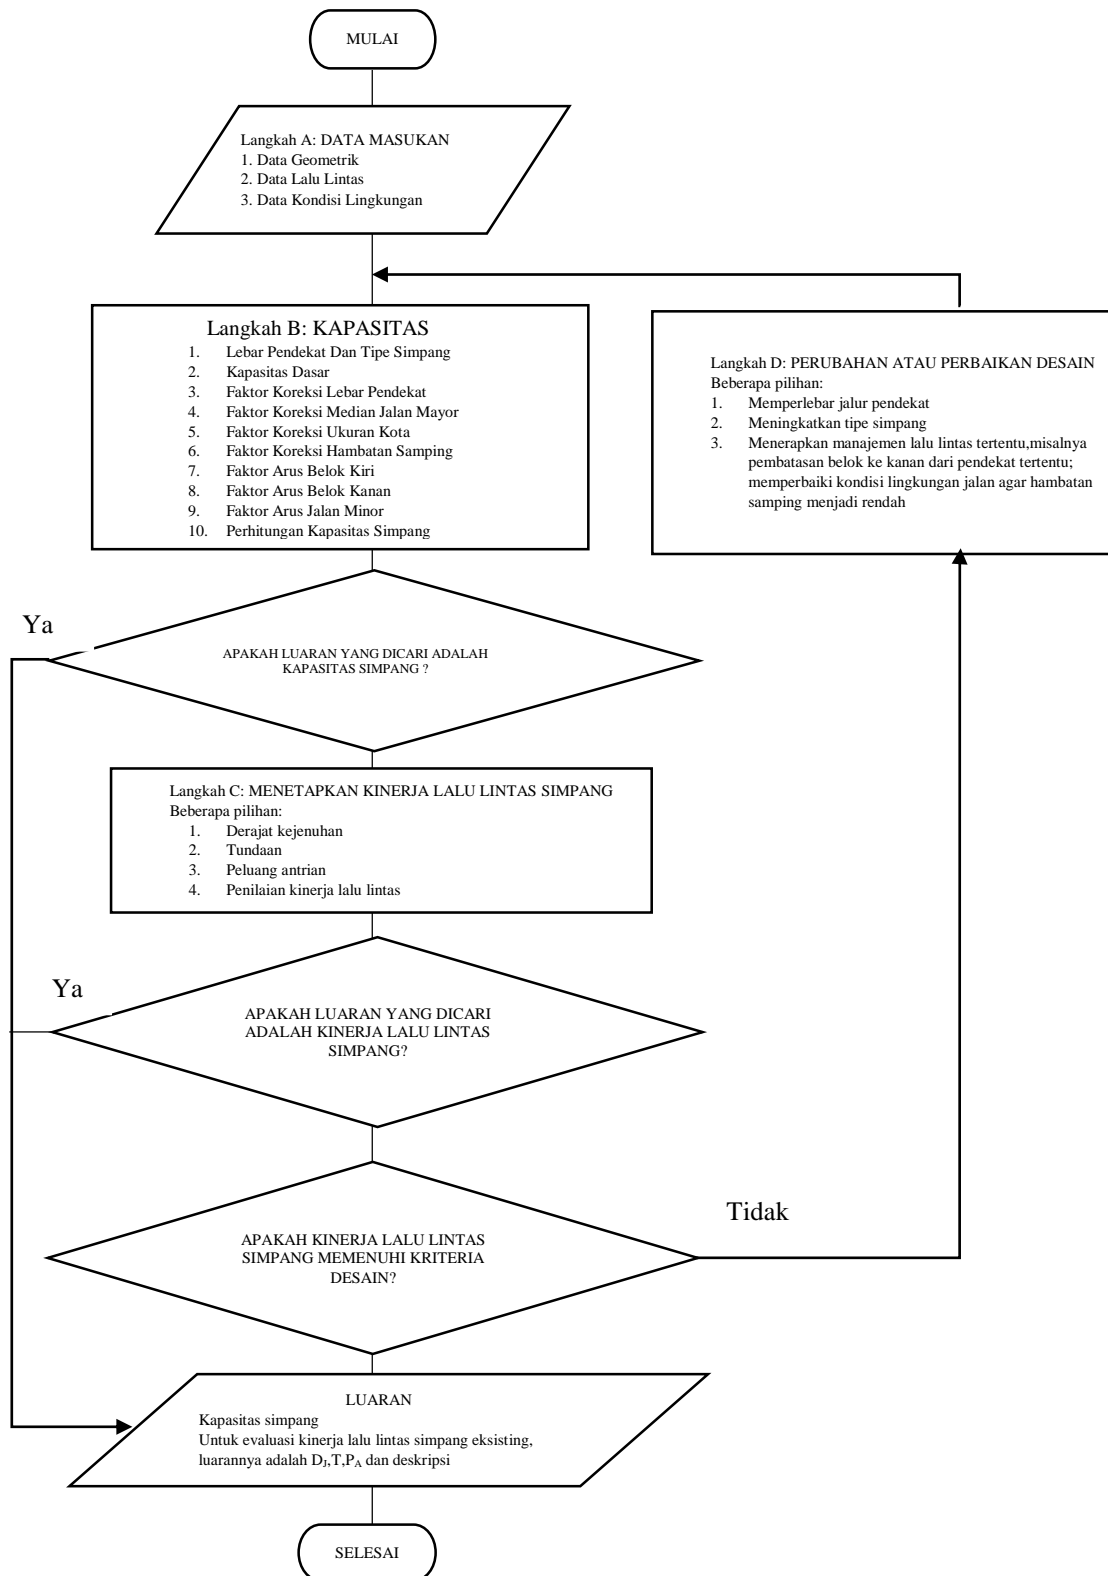 MULAI
Langkah A: DATA MASUKAN
1. Data Geometrik
2. Data Lalu Lintas
3. Data Kondisi Lingkungan
Langkah B: KAPASITAS
1. Lebar Pendekat Dan Tipe Simpang
2. Kapasitas Dasar
3. Faktor Koreksi Lebar Pendekat
4. Faktor Koreksi Median Jalan Mayor
5. Faktor Koreksi Ukuran Kota
6. Faktor Koreksi Hambatan Samping
7. Faktor Arus Belok Kiri
8. Faktor Arus Belok Kanan
9. Faktor Arus Jalan Minor
10. Perhitungan Kapasitas Simpang
Langkah D: PERUBAHAN ATAU PERBAIKAN DESAIN
Beberapa pilihan:
1. Memperlebar jalur pendekat
2. Meningkatkan tipe simpang
3. Menerapkan manajemen lalu lintas tertentu,misalnya
pembatasan belok ke kanan dari pendekat tertentu;
memperbaiki kondisi lingkungan jalan agar hambatan
samping menjadi rendah
Ya
APAKAH LUARAN YANG DICARI ADALAH
KAPASITAS SIMPANG ?
Langkah C: MENETAPKAN KINERJA LALU LINTAS SIMPANG
Beberapa pilihan:
1. Derajat kejenuhan
2. Tundaan
3. Peluang antrian
4. Penilaian kinerja lalu lintas
Ya
APAKAH LUARAN YANG DICARI
ADALAH KINERJA LALU LINTAS
SIMPANG?
Tidak
APAKAH KINERJA LALU LINTAS
SIMPANG MEMENUHI KRITERIA
DESAIN?
LUARAN
Kapasitas simpang
Untuk evaluasi kinerja lalu lintas simpang eksisting,
luarannya adalah DJ,T,PA dan deskripsi
SELESAI